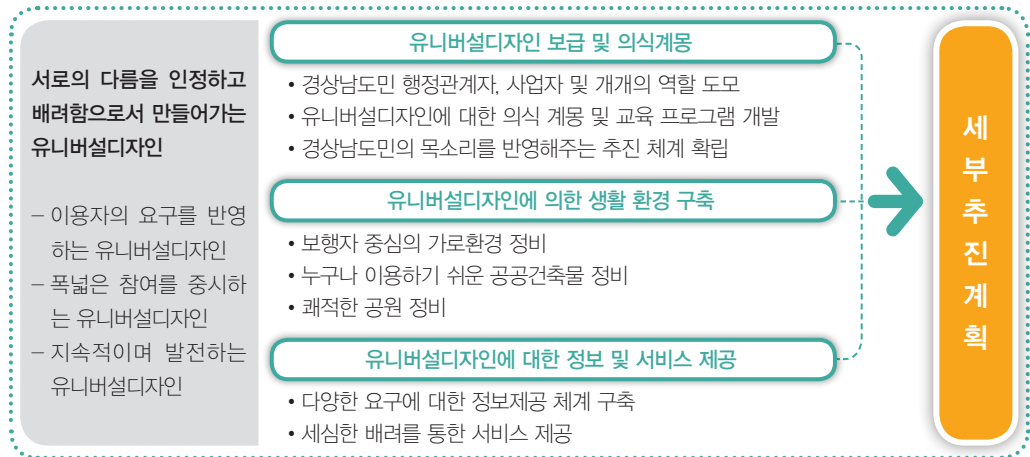 서로의 다름을 인정하고
배려함으로서 만들어가는
유니버설디자인
– 이용자의 요구를 반영
하는 유니버설디자인
– 폭넓은 참여를 중시하
는 유니버설디자인
– 지속적이며 발전하는
유니버설디자인
유니버설디자인 보급 및 의식계몽
• 경상남도민 행정관계자, 사업자 및 개개의 역할 도모
• 유니버설디자인에 대한 의식 계몽 및 교육 프로그램 개발
• 경상남도민의 목소리를 반영해주는 추진 체계 확립
유니버설디자인에 의한 생활 환경 구축
• 보행자 중심의 가로환경 정비
• 누구나 이용하기 쉬운 공공건축물 정비
• 쾌적한 공원 정비
유니버설디자인에 대한 정보 및 서비스 제공
• 다양한 요구에 대한 정보제공 체계 구축
• 세심한 배려를 통한 서비스 제공
세부추진계획